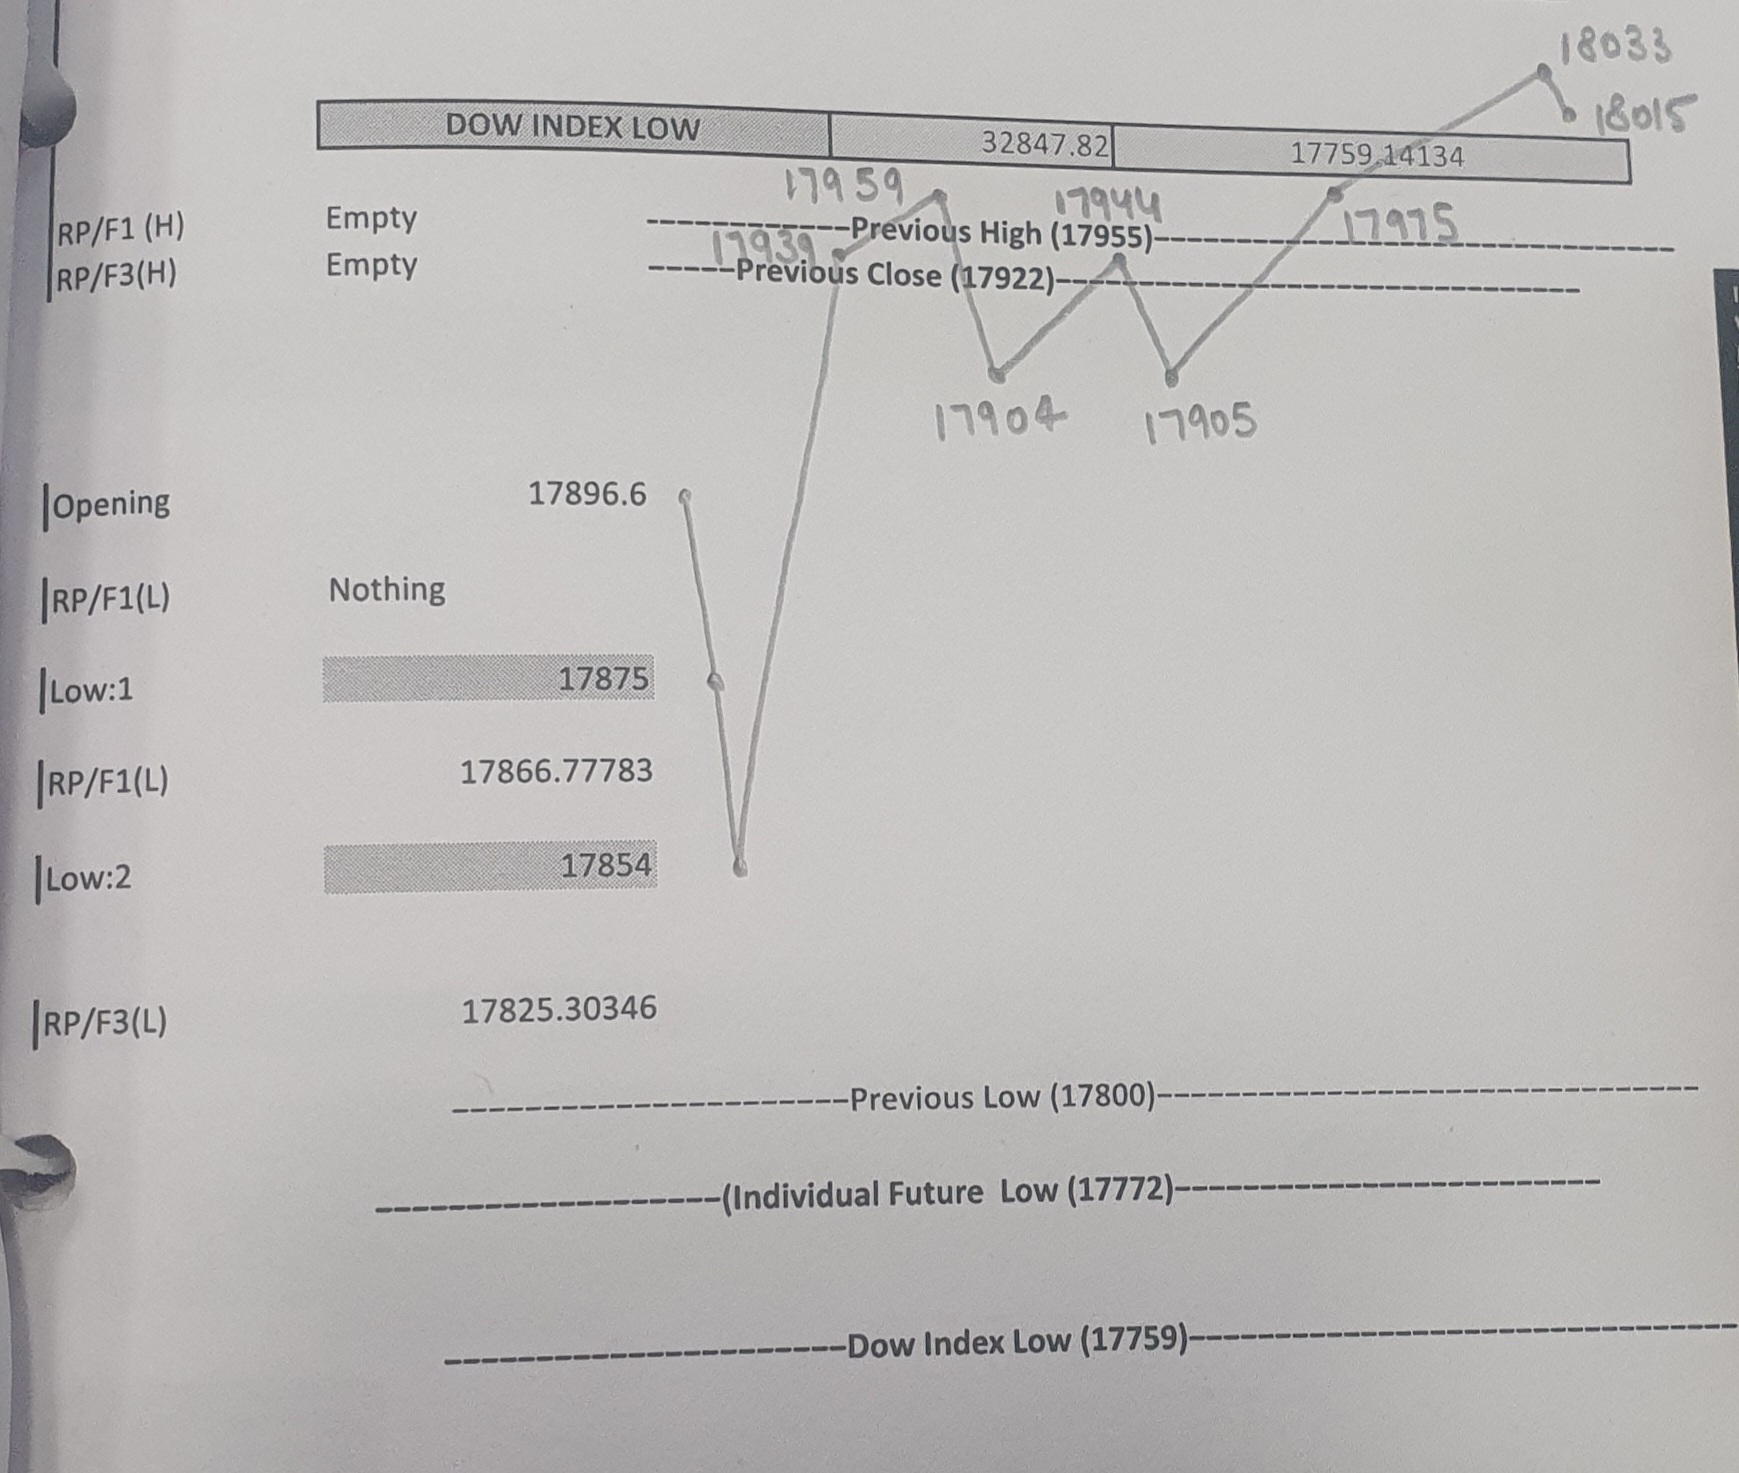 18033
18015
DOW INDEX LOW 32847.82 17759.14134
17959 17944 17975
RP/F1 (H) Empty --------------Previous High (17955)--------------------------------
17939
RP/F3(H) Empty -----Previous Close (17922)--------------------------------
17904 17905
Opening 17896.6
RP/F1(L) Nothing
Low:1 17875
RP/F1(L) 17866.77783
Low:2 17854
RP/F3(L) 17825.30346
----------------------Previous Low (17800)------------------------------
-------------------(Individual Future Low (17772)------------------------
----------------------Dow Index Low (17759)--------------------------------